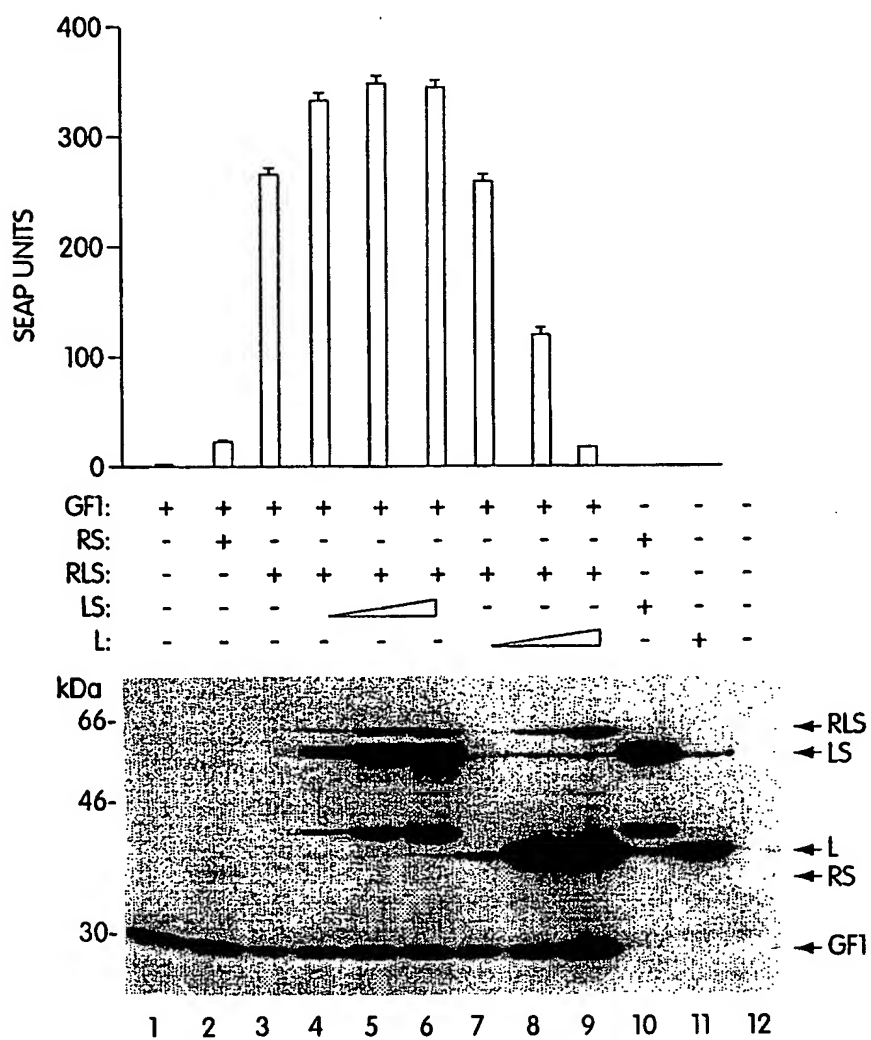 400
300
200
100
0
SEAP UNITS
GF1: + + + + + + + + + - - -
RS: - + - - - - - - - + - -
RLS: - - + + + + + + + - - -
LS: - - - - - - + - -
L: - - - - - - - + -
kDa
66-
46-
30-
RLS
LS
L
RS
GF1
1 2 3 4 5 6 7 8 9 10 11 12